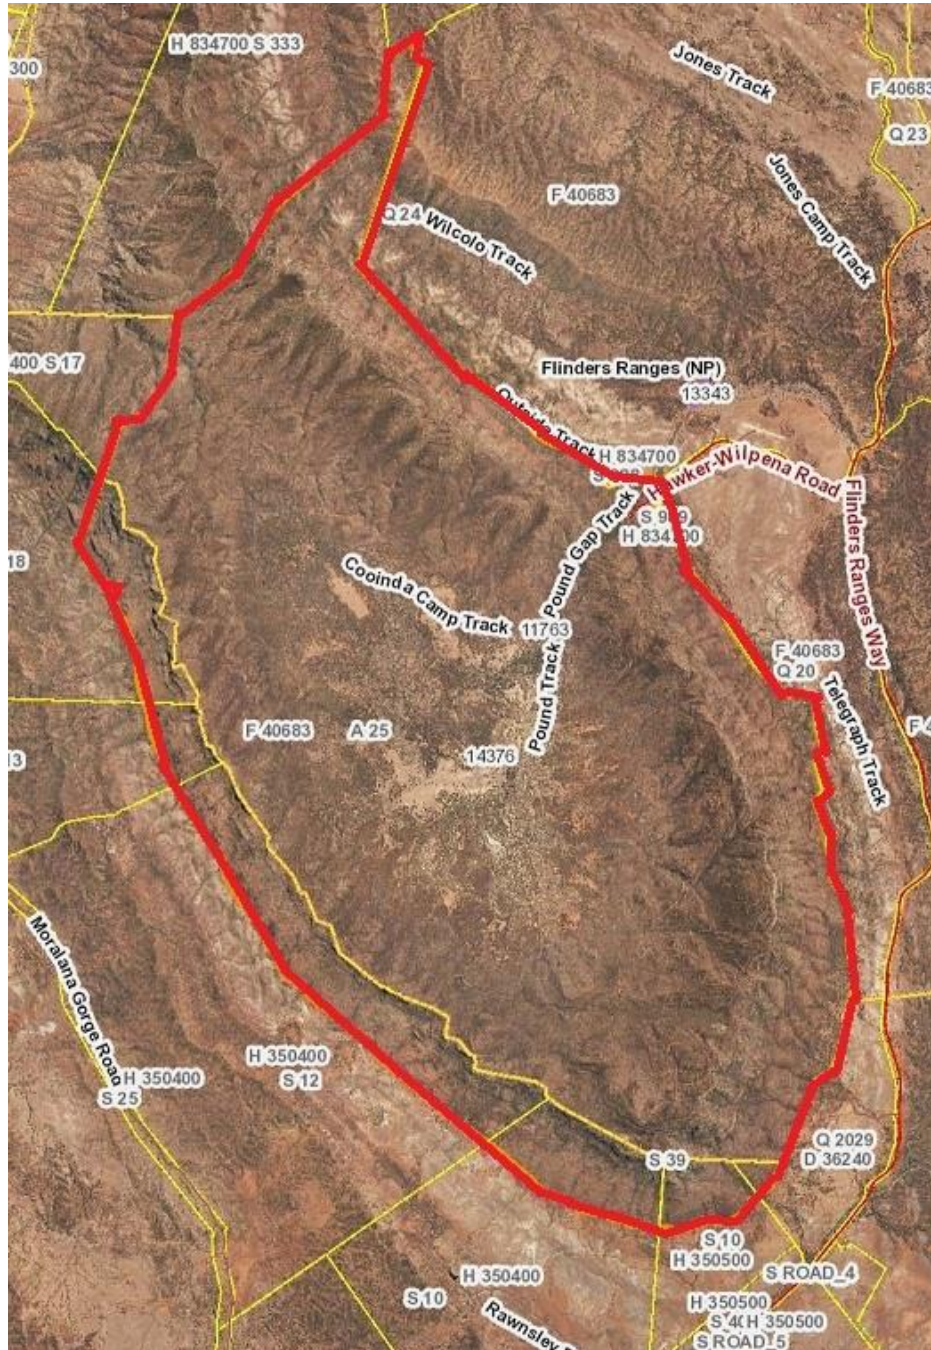 H 834700 S 333
300
Jones Track
F 40683
Q 23
Jones Camp Track
F 40683
Q 24
Wilcolo Track
400 S 17
Flinders Ranges (NP)
13343
Outside Track
H 834700
Hawker-Wilpena Road
Flinders Ranges Way
Pound Gap Track
H 834700
18
Cooinda Camp Track
11763
F 40683
Q 20
Pound Track
Telegraph Track
F 40683
A 25
14376
13
Moralana Gorge Road
H 350400
S 12
H 350400
S 25
Q 2029
D 36240
S 39
S 10
H 350500
S ROAD_4
H 350400
S 10
H 350500
H 350500
S ROAD_5
Rawnsley